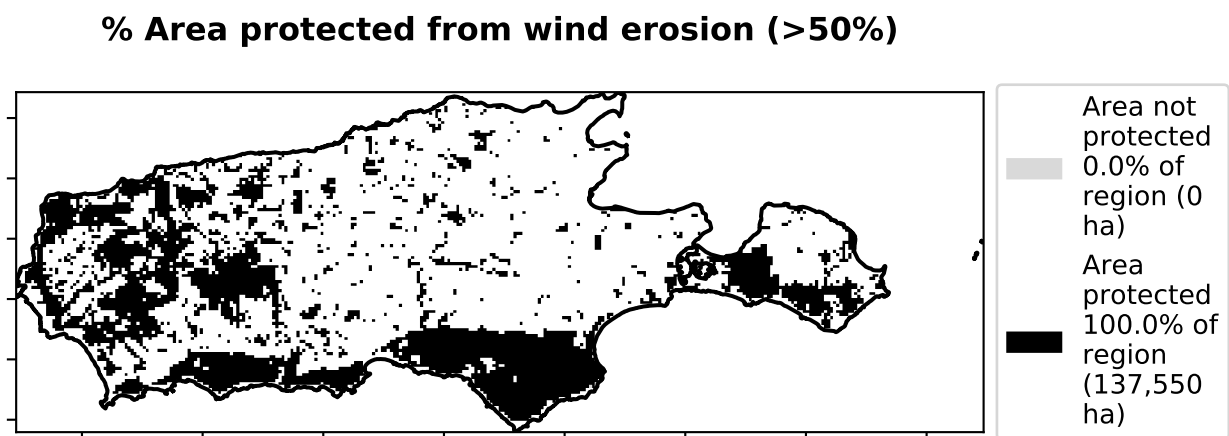 % Area protected from wind erosion (>50%)
Area not
protected
0.0% of
region (0
ha)
Area
protected
100.0% of
region
(137,550
ha)